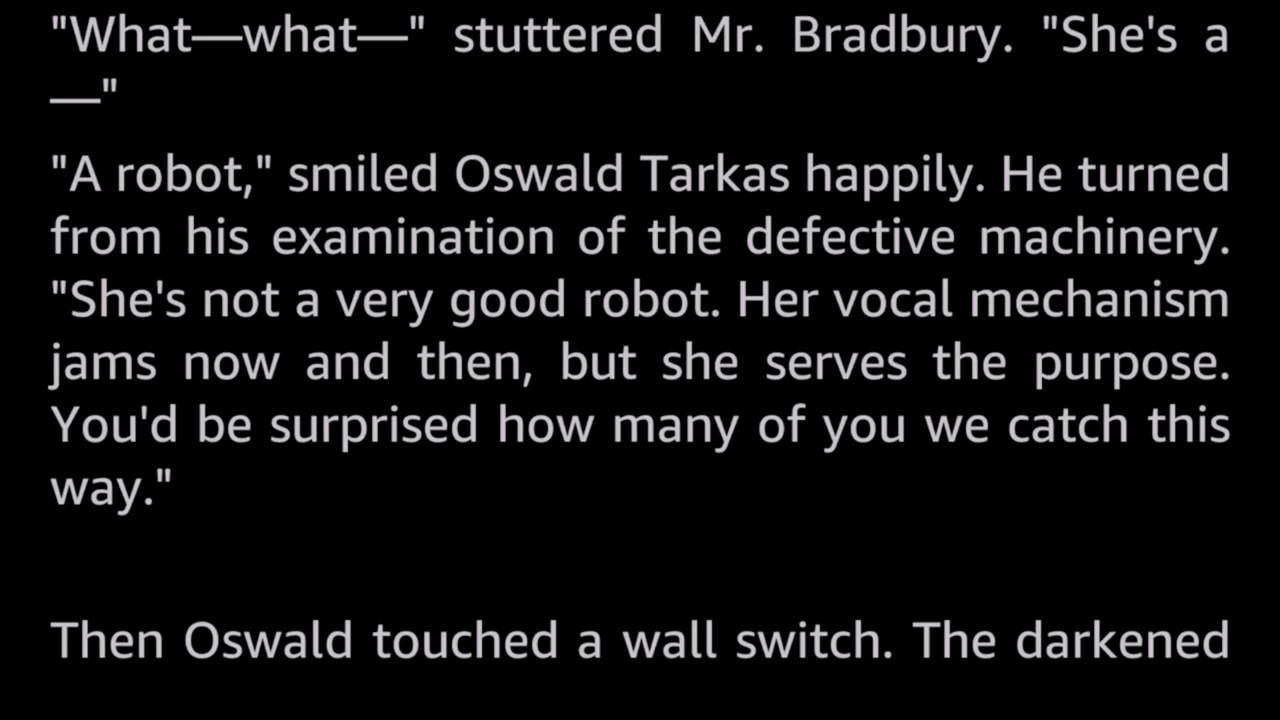 "What—what—" stuttered Mr. Bradbury. "She's a
—"
"A robot," smiled Oswald Tarkas happily. He turned
from his examination of the defective machinery.
"She's not a very good robot. Her vocal mechanism
jams now and then, but she serves the purpose.
You'd be surprised how many of you we catch this
way."
Then Oswald touched a wall switch. The darkened